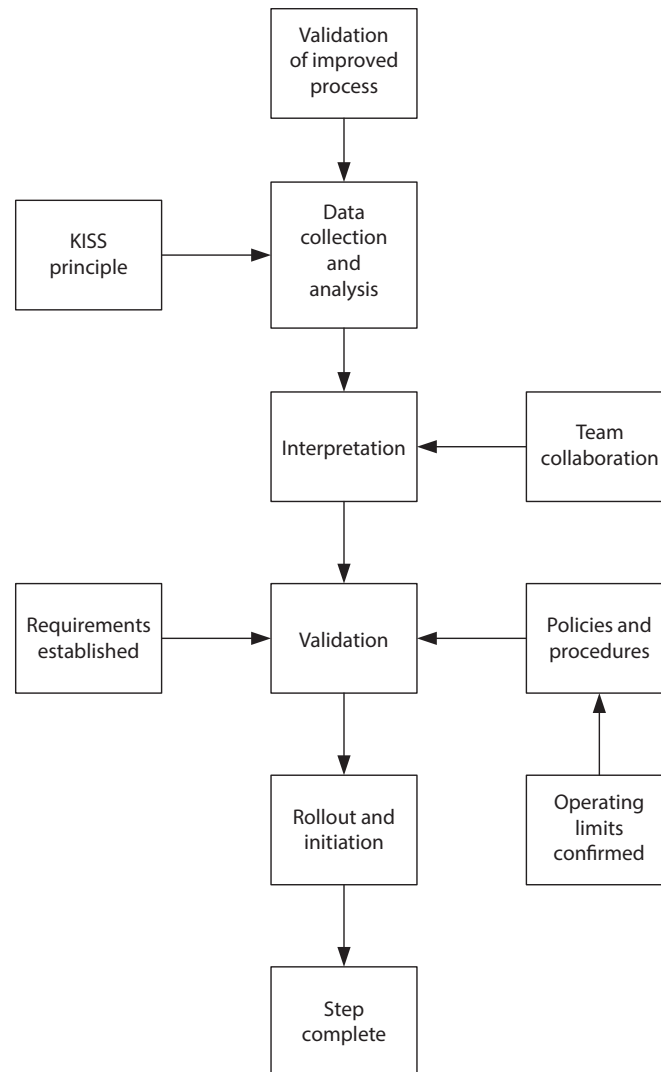 Validation
of improved
process
KISS
principle
Data
collection
and
analysis
Interpretation
Team
collaboration
Requirements
established
Validation
Policies and
procedures
Rollout and
initiation
Operating
limits
confirmed
Step
complete